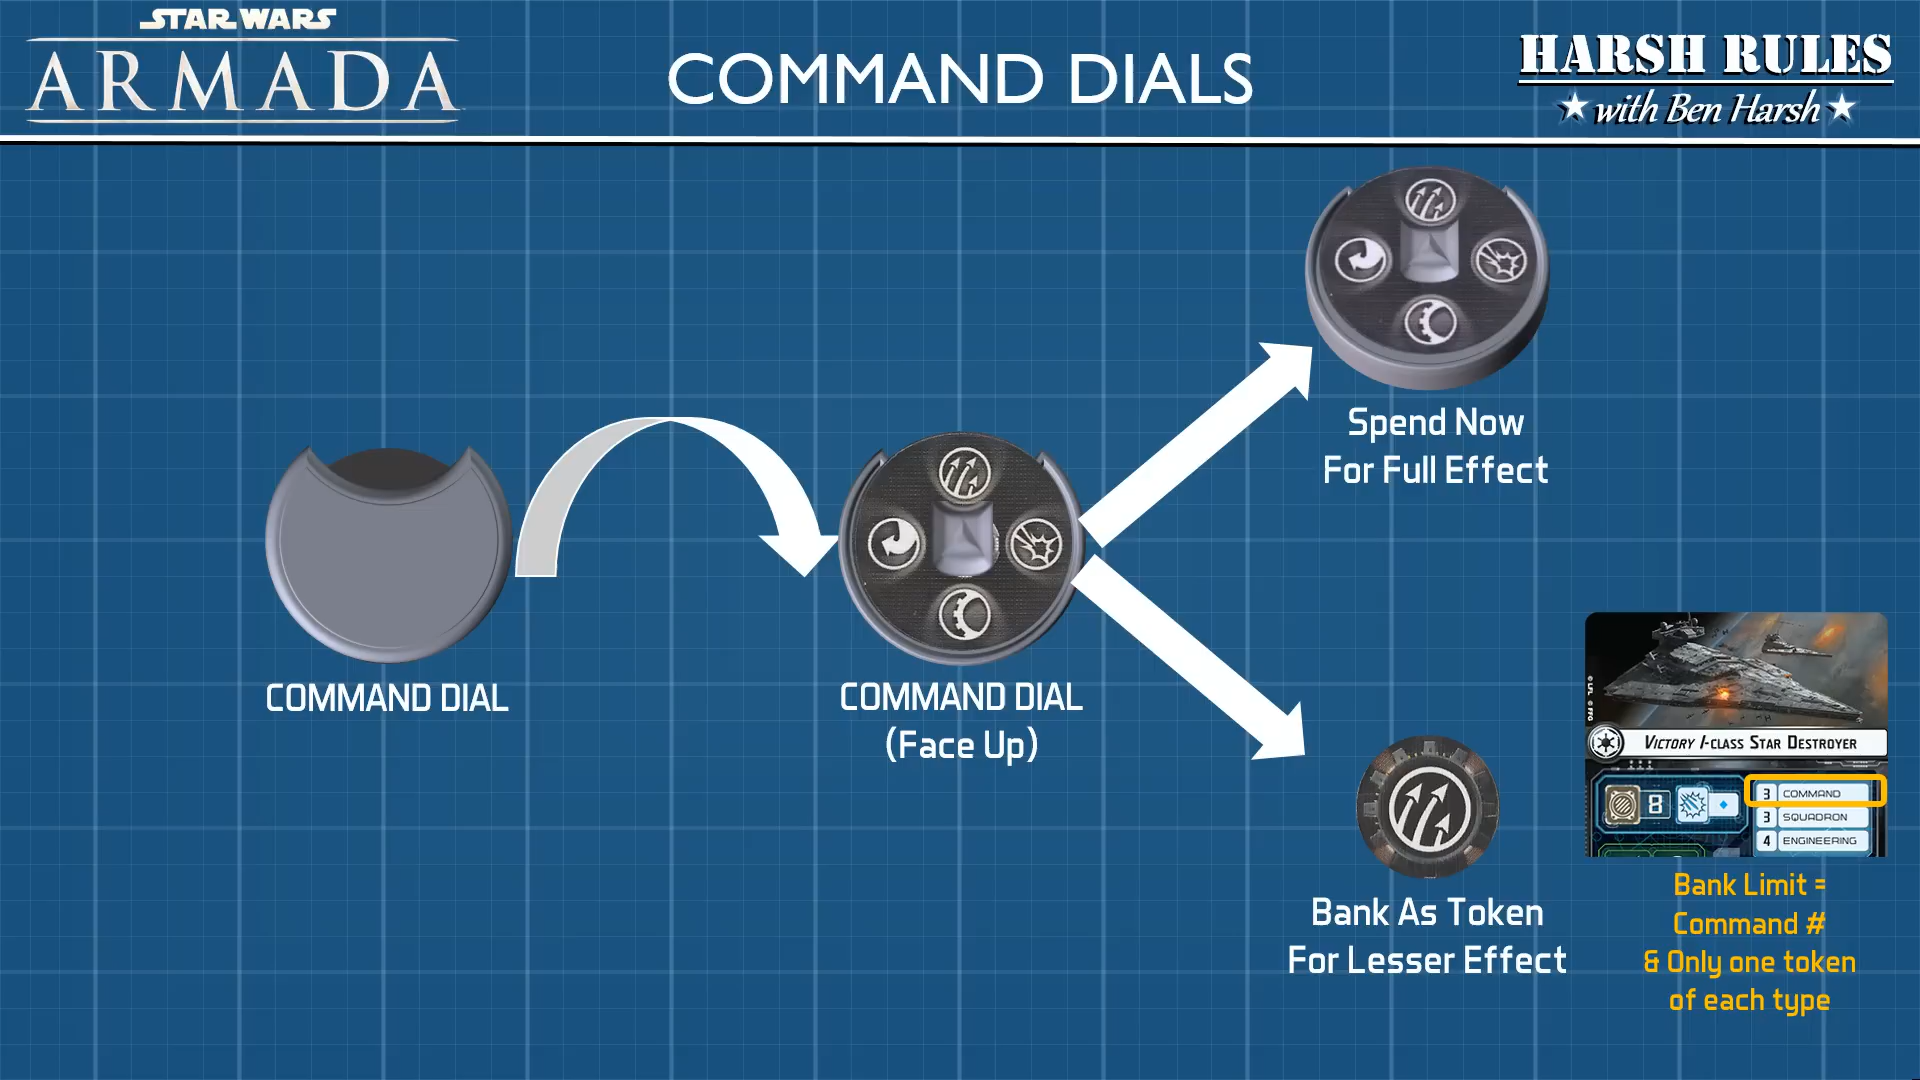 STAR WARS
ARMADA
COMMAND DIALS
HARSH RULES
with Ben Harsh
Spend Now
For Full Effect
COMMAND DIAL
COMMAND DIAL
(Face Up)
© LFL © FFG
VICTORY I-CLASS STAR DESTROYER
8
3 COMMAND
3 SQUADRON
4 ENGINEERING
Bank As Token
For Lesser Effect
Bank Limit =
Command #
& Only one token
of each type